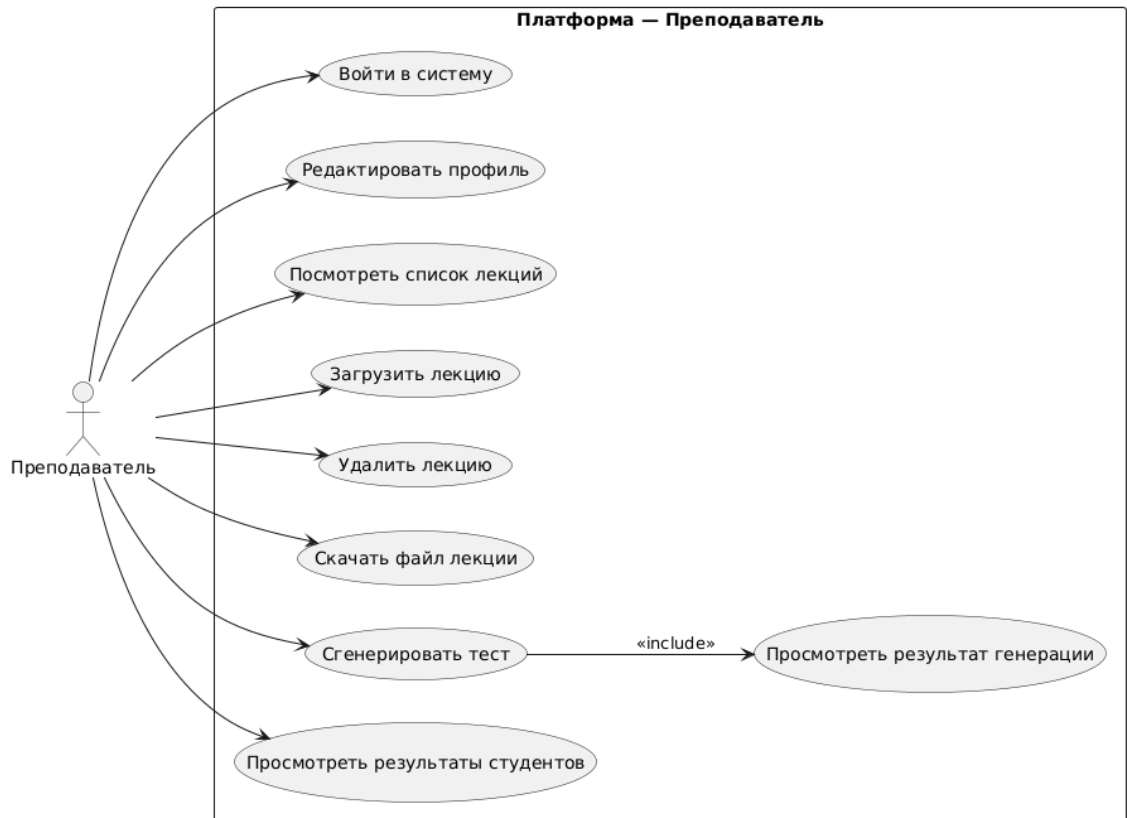 Платформа — Преподаватель
Войти в систему
Редактировать профиль
Посмотреть список лекций
Загрузить лекцию
Преподаватель
Удалить лекцию
Скачать файл лекции
Сгенерировать тест
«include»
Просмотреть результат генерации
Просмотреть результаты студентов